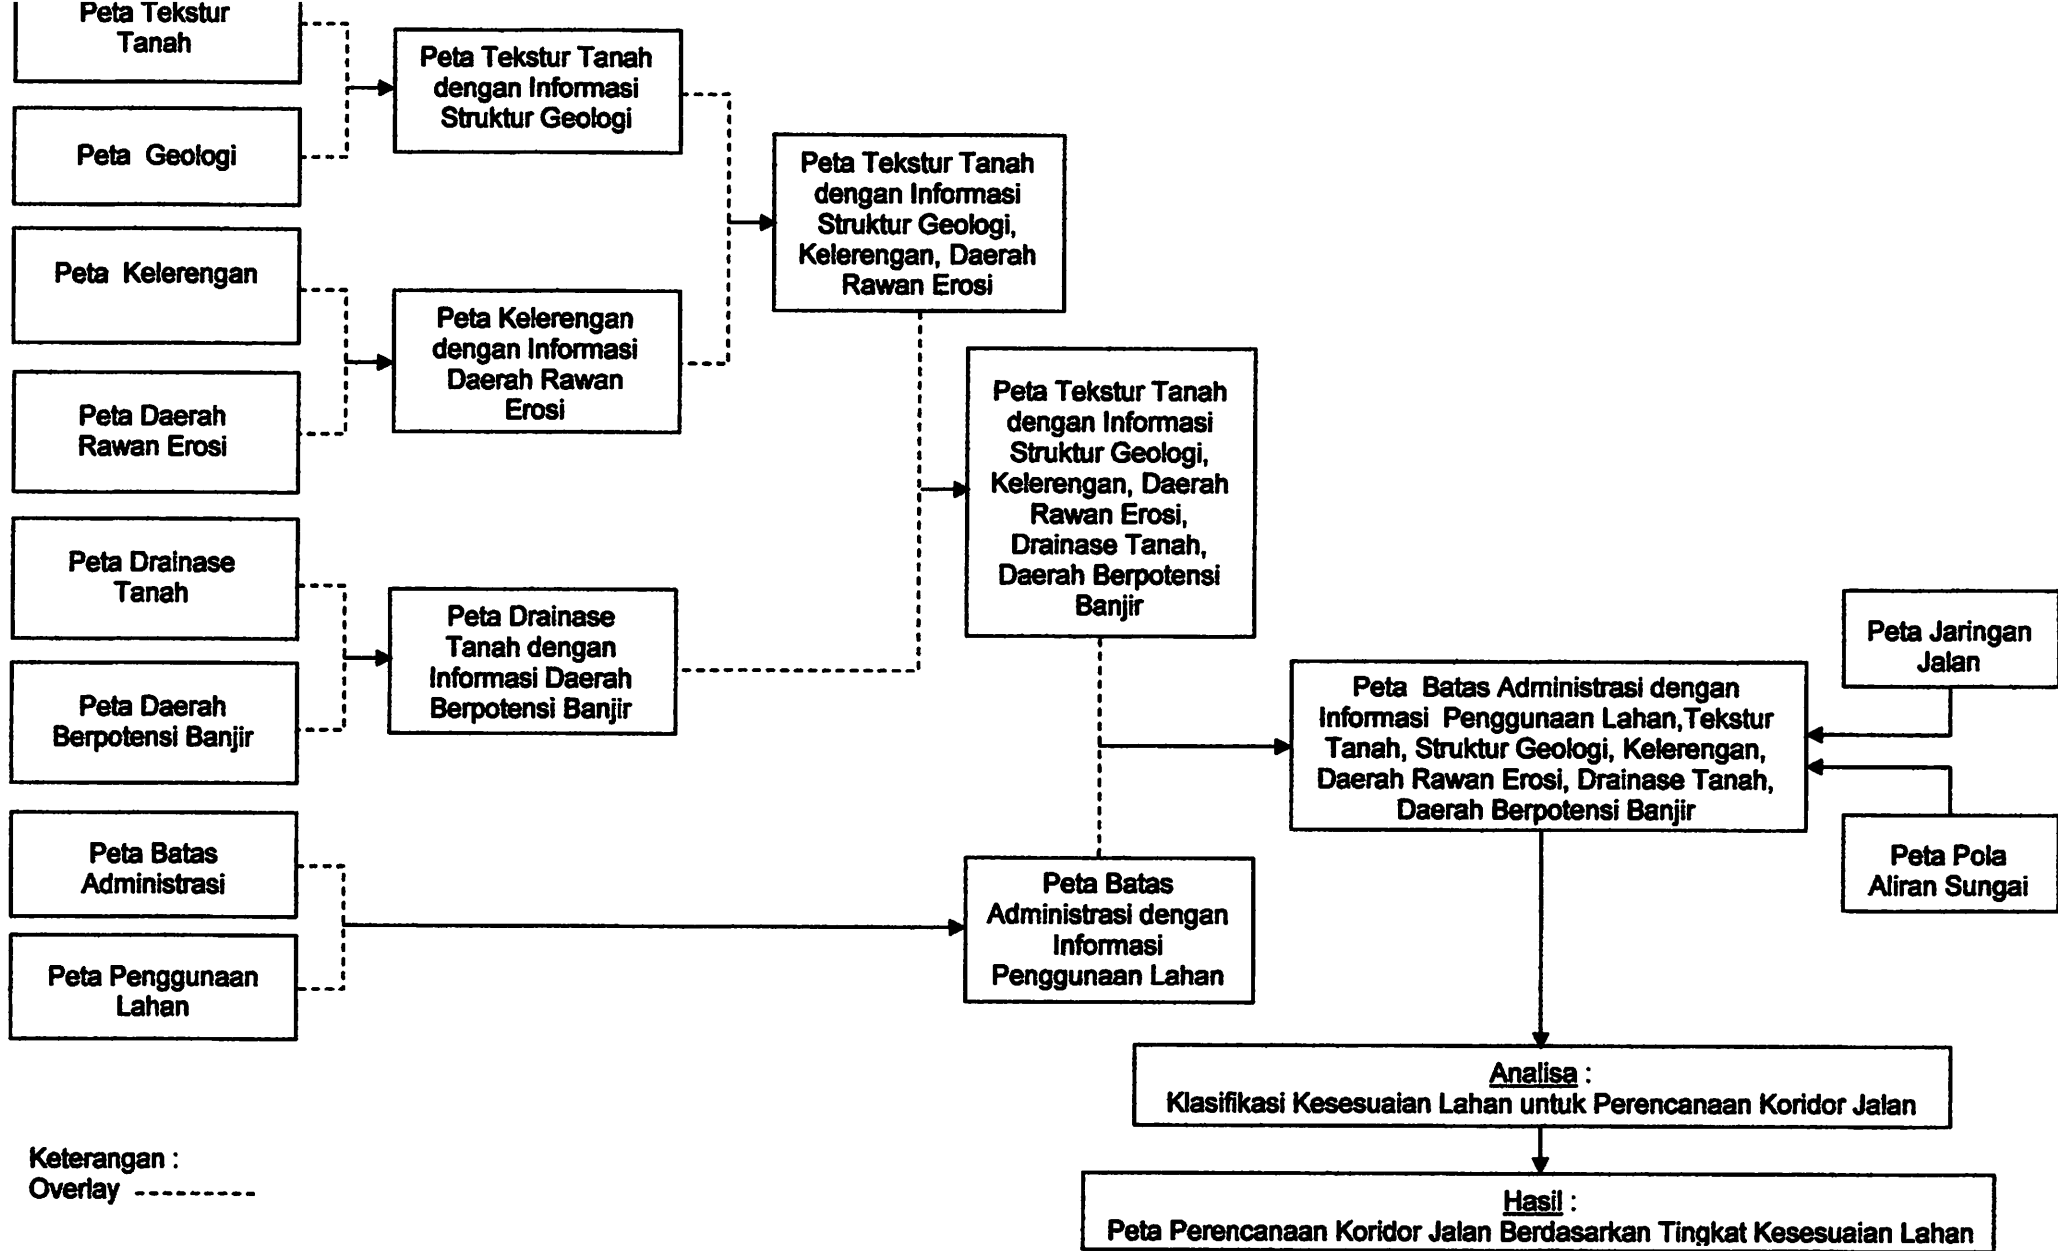 Peta Tekstur
Tanah
Peta Geologi
Peta Kelerengan
Peta Daerah
Rawan Erosi
Peta Drainase
Tanah
Peta Daerah
Berpotensi Banjir
Peta Batas
Administrasi
Peta Penggunaan
Lahan
Peta Tekstur Tanah
dengan Informasi
Struktur Geologi
Peta Kelerengan
dengan Informasi
Daerah Rawan
Erosi
Peta Drainase
Tanah dengan
Informasi Daerah
Berpotensi Banjir
Peta Tekstur Tanah
dengan Informasi
Struktur Geologi,
Kelerengan, Daerah
Rawan Erosi
Peta Tekstur Tanah
dengan Informasi
Struktur Geologi,
Kelerengan, Daerah
Rawan Erosi,
Drainase Tanah,
Daerah Berpotensi
Banjir
Peta Batas
Administrasi dengan
Informasi
Penggunaan Lahan
Peta Batas Administrasi dengan
Informasi Penggunaan Lahan,Tekstur
Tanah, Struktur Geologi, Kelerengan,
Daerah Rawan Erosi, Drainase Tanah,
Daerah Berpotensi Banjir
Peta Jaringan
Jalan
Peta Pola
Aliran Sungai
Analisa :
Klasifikasi Kesesuaian Lahan untuk Perencanaan Koridor Jalan
Hasil :
Peta Perencanaan Koridor Jalan Berdasarkan Tingkat Kesesuaian Lahan
Keterangan :
Overlay ----------